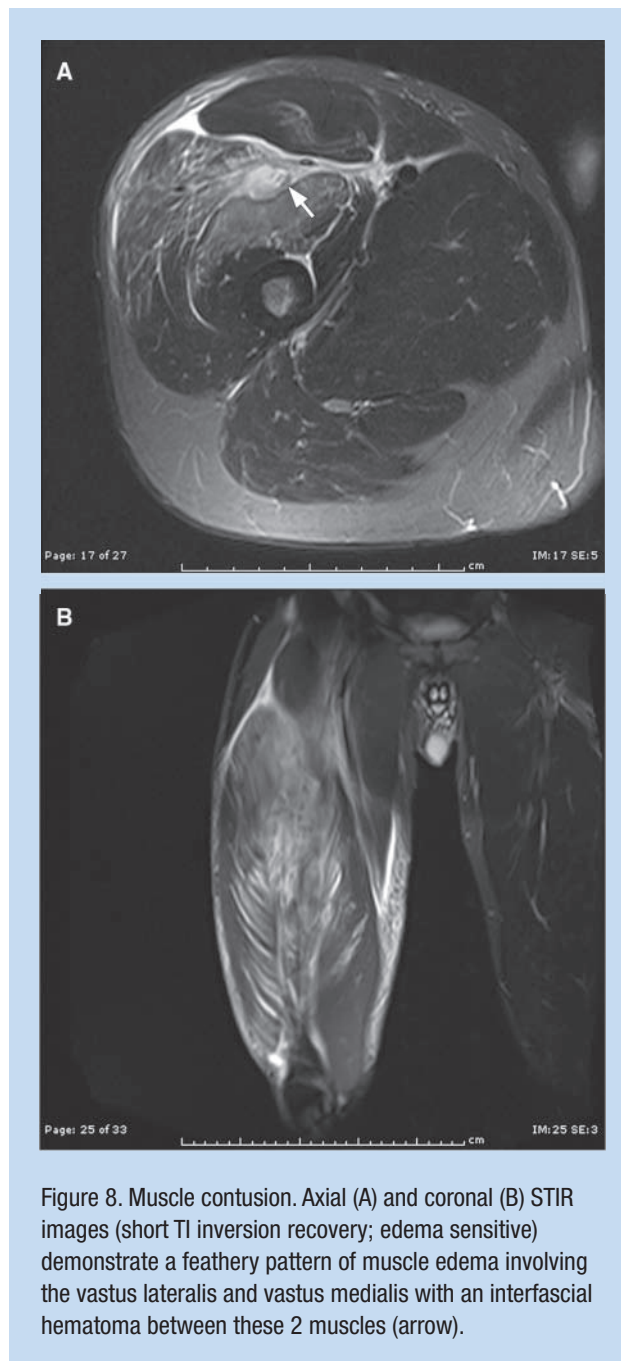 A
Page: 17 of 27
cm
IM:17 SE:5
B
Page: 25 of 33
cm
IM:25 SE:3
Figure 8. Muscle contusion. Axial (A) and coronal (B) STIR
images (short TI inversion recovery; edema sensitive)
demonstrate a feathery pattern of muscle edema involving
the vastus lateralis and vastus medialis with an interfascial
hematoma between these 2 muscles (arrow).